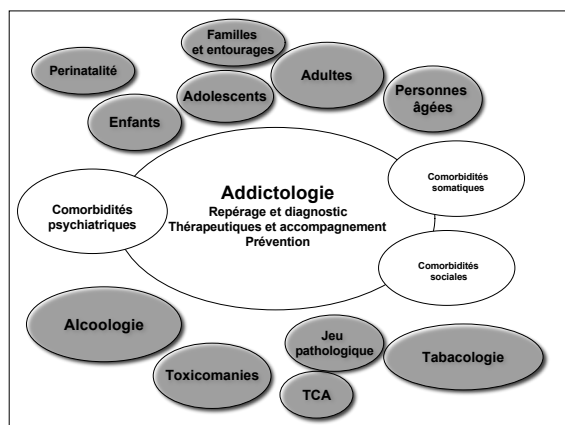 Familles
et entourages
Perinatalité
Adultes
Adolescents
Personnes
âgées
Enfants
Comorbidités
somatiques
Addictologie
Repérage et diagnostic
Thérapeutiques et accompagnement
Prévention
Comorbidités
psychiatriques
Comorbidités
sociales
Alcoologie
Jeu
pathologique
Tabacologie
Toxicomanies
TCA